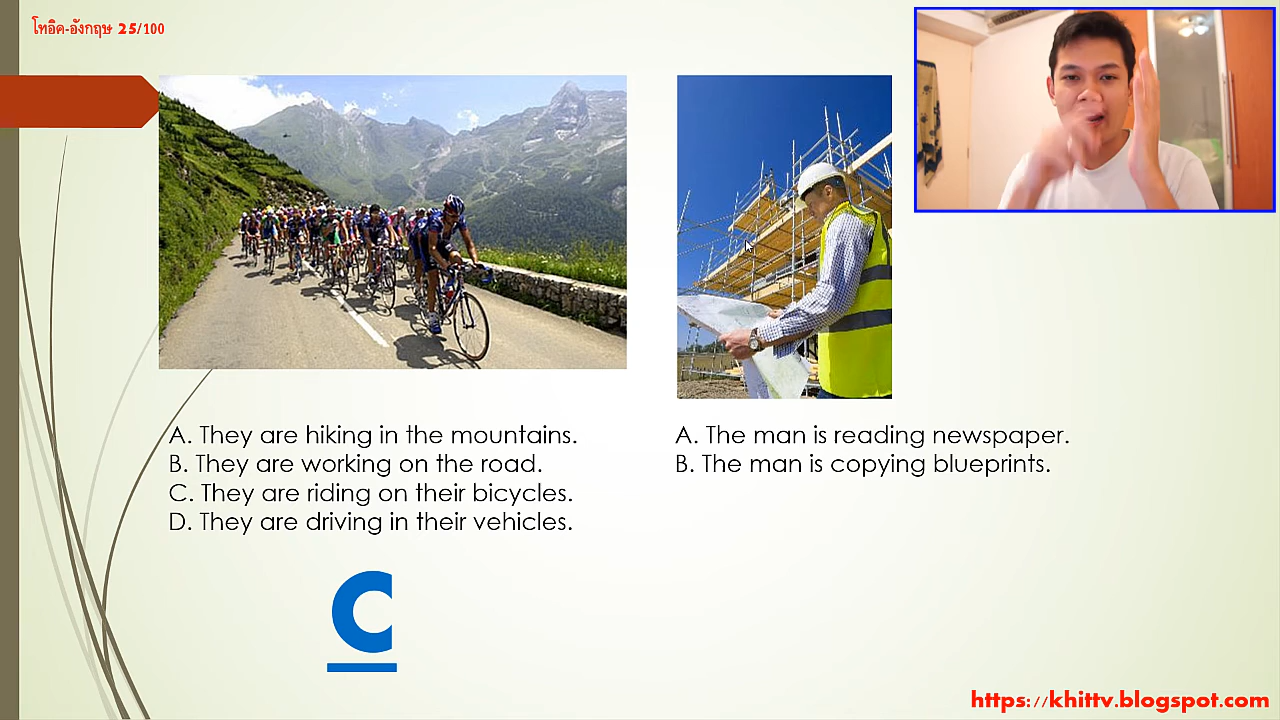 โทอิค-อังกฤษ 25/100
A. They are hiking in the mountains.
B. They are working on the road.
C. They are riding on their bicycles.
D. They are driving in their vehicles.
C
A. The man is reading newspaper.
B. The man is copying blueprints.
https://khittv.blogspot.com